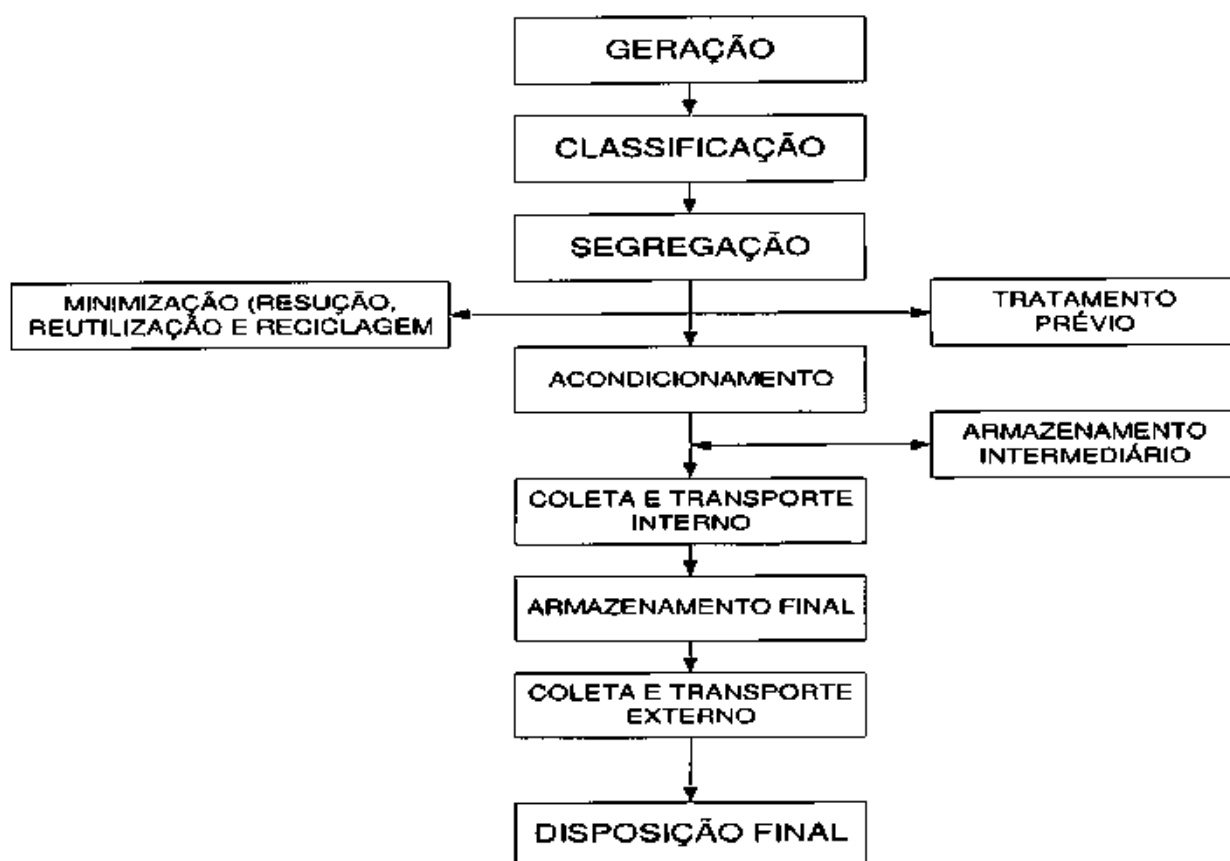 GERAÇÃO
CLASSIFICAÇÃO
SEGREGAÇÃO
MINIMIZAÇÃO (RESUÇÃO,
REUTILIZAÇÃO E RECICLAGEM
TRATAMENTO
PRÉVIO
ACONDICIONAMENTO
ARMAZENAMENTO
INTERMEDIÁRIO
COLETA E TRANSPORTE
INTERNO
ARMAZENAMENTO FINAL
COLETA E TRANSPORTE
EXTERNO
DISPOSIÇÃO FINAL